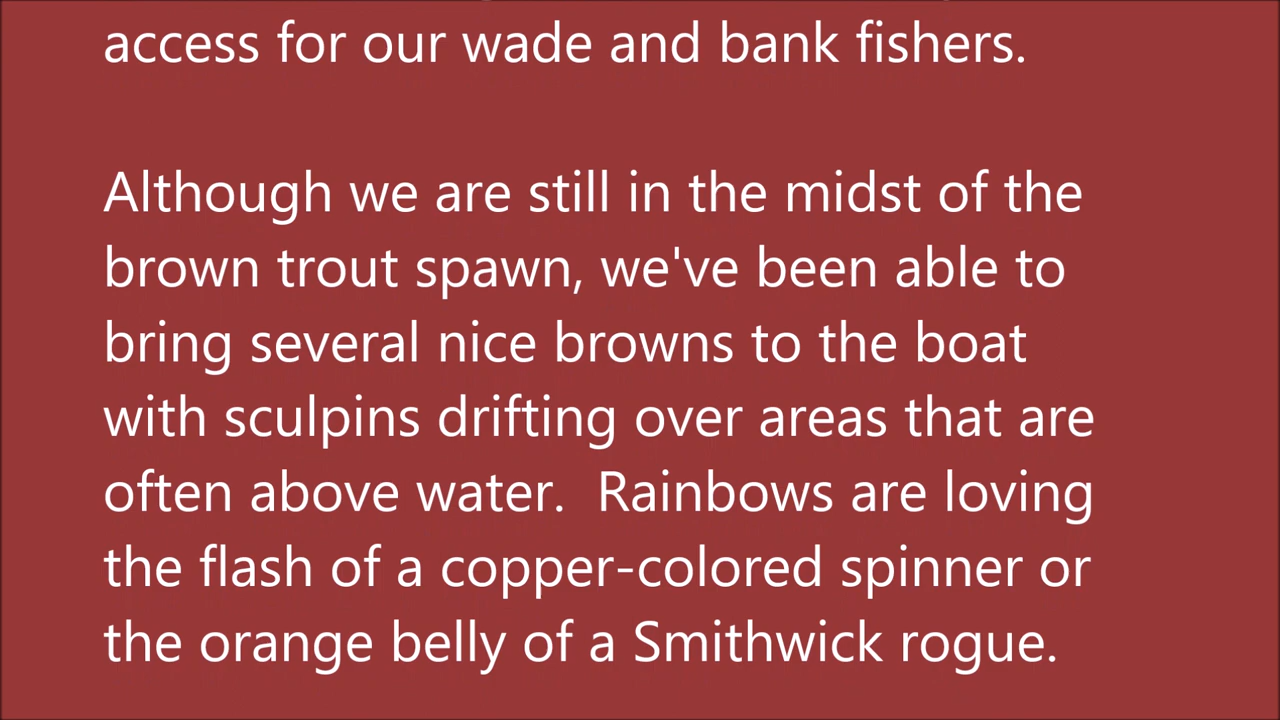 access for our wade and bank fishers.
Although we are still in the midst of the
brown trout spawn, we've been able to
bring several nice browns to the boat
with sculpins drifting over areas that are
often above water.  Rainbows are loving
the flash of a copper-colored spinner or
the orange belly of a Smithwick rogue.